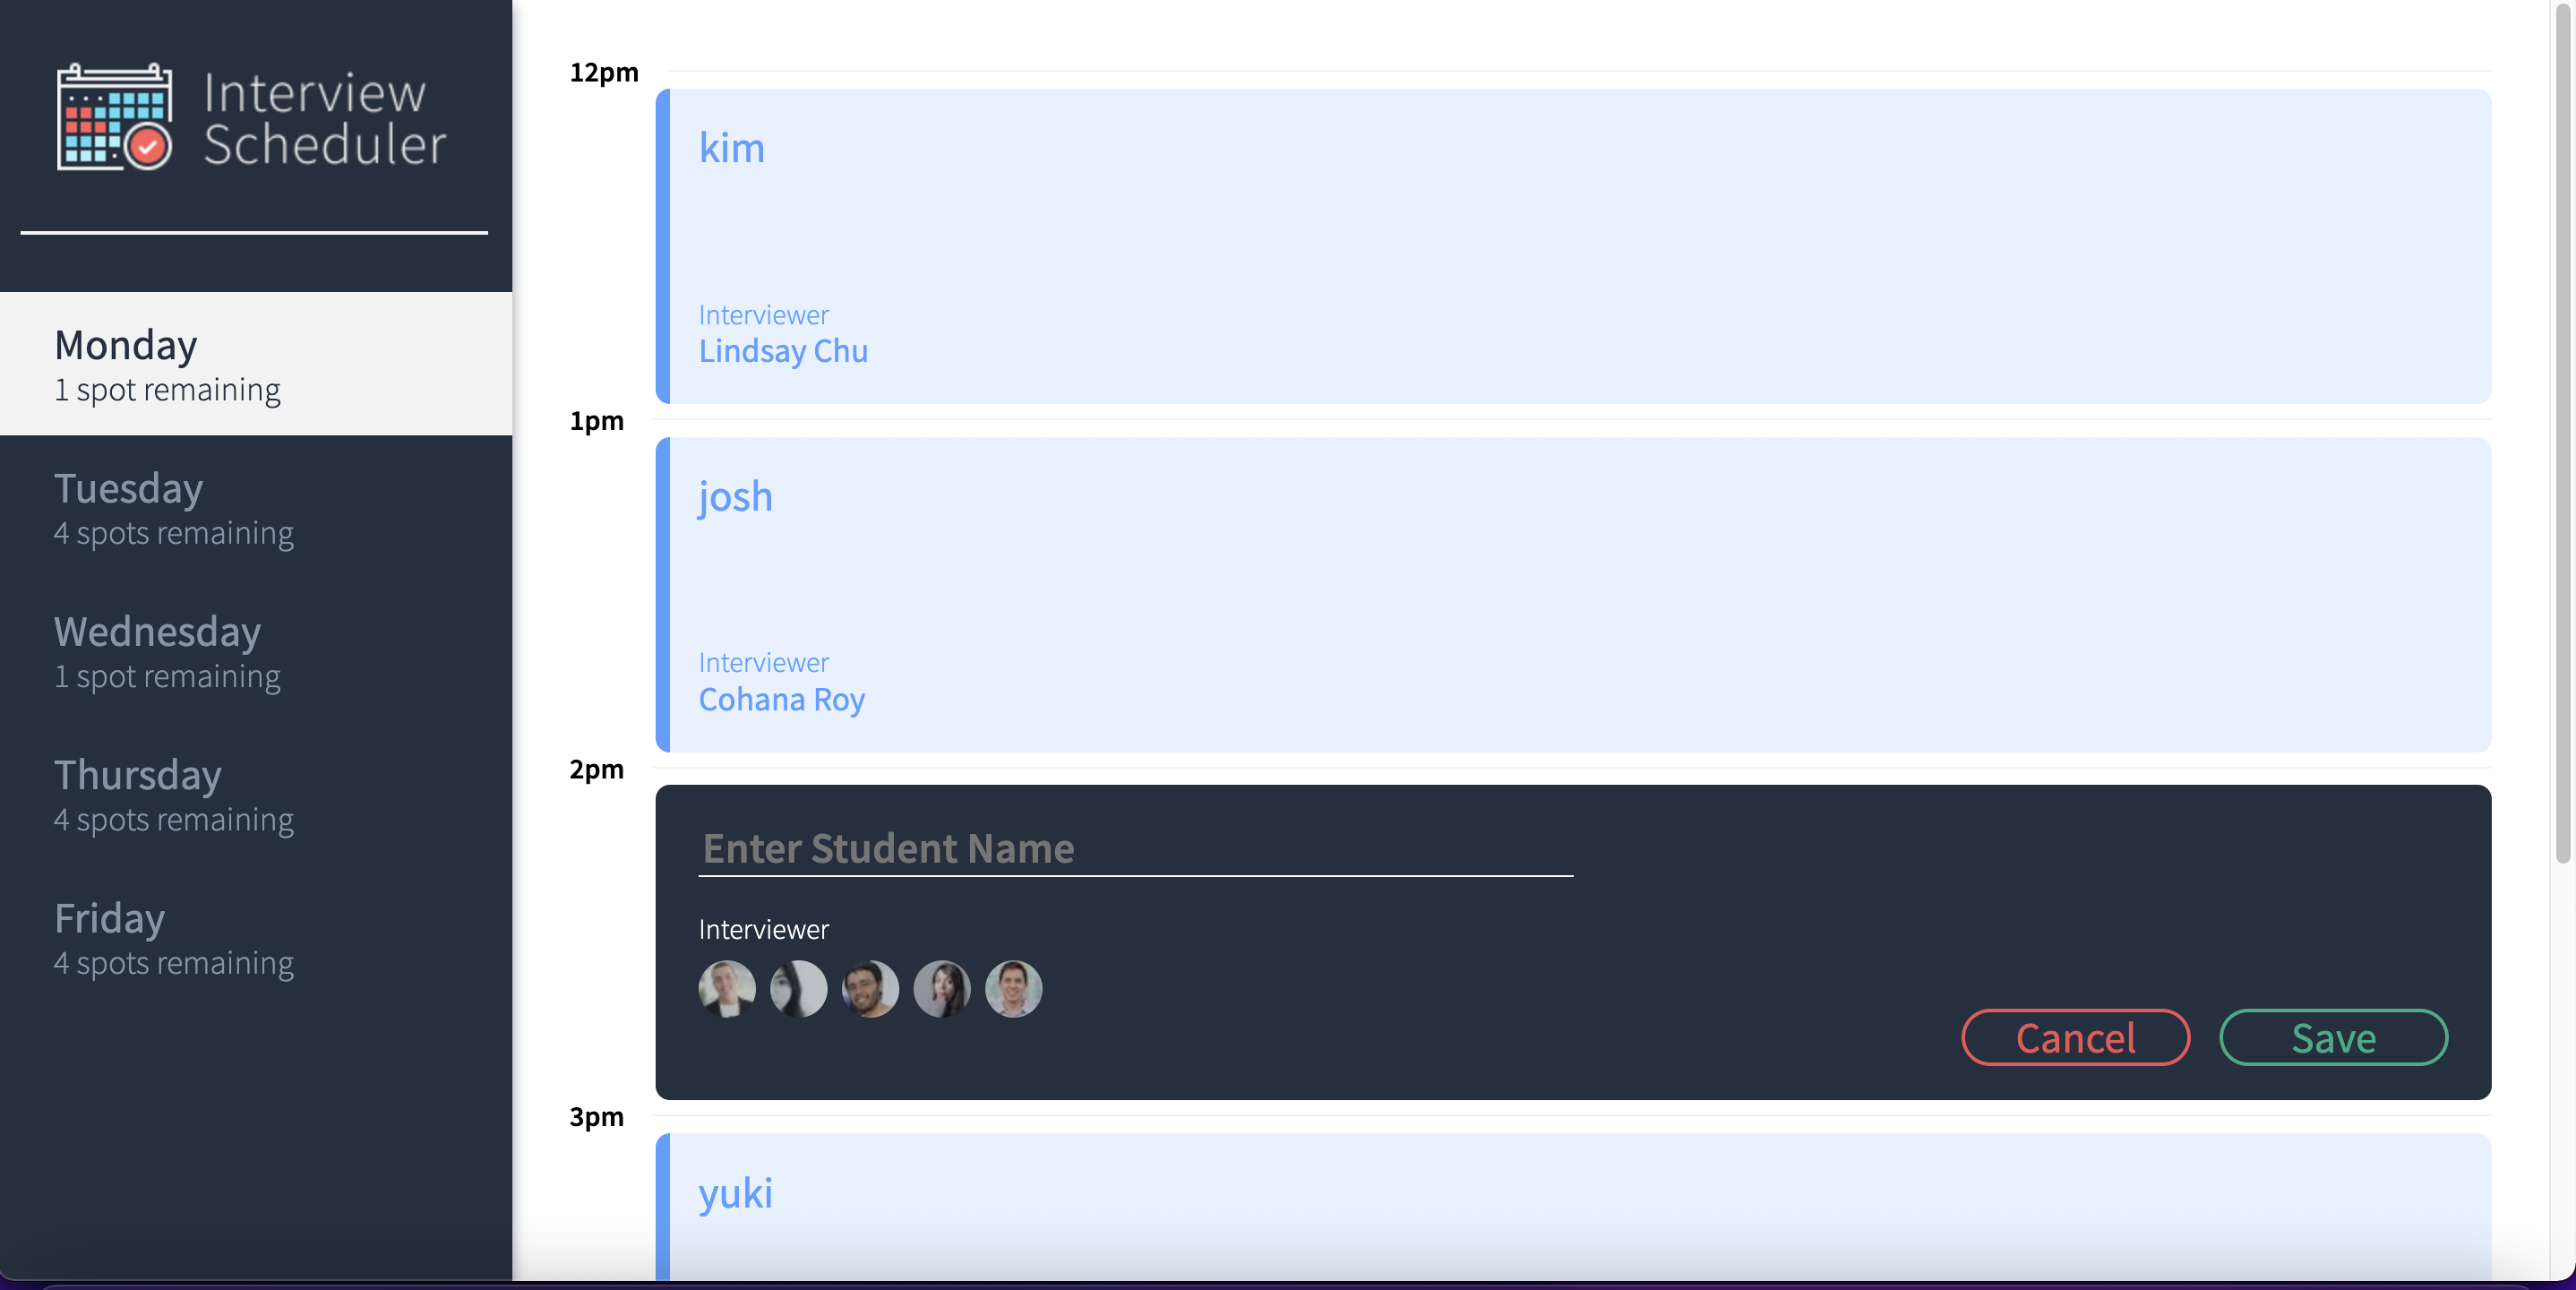 Interview
Scheduler
Monday
1 spot remaining
Tuesday
4 spots remaining
Wednesday
1 spot remaining
Thursday
4 spots remaining
Friday
4 spots remaining
12pm
kim
Interviewer
Lindsay Chu
1pm
josh
Interviewer
Cohana Roy
2pm
Enter Student Name
Interviewer
Cancel Save
3pm
yuki